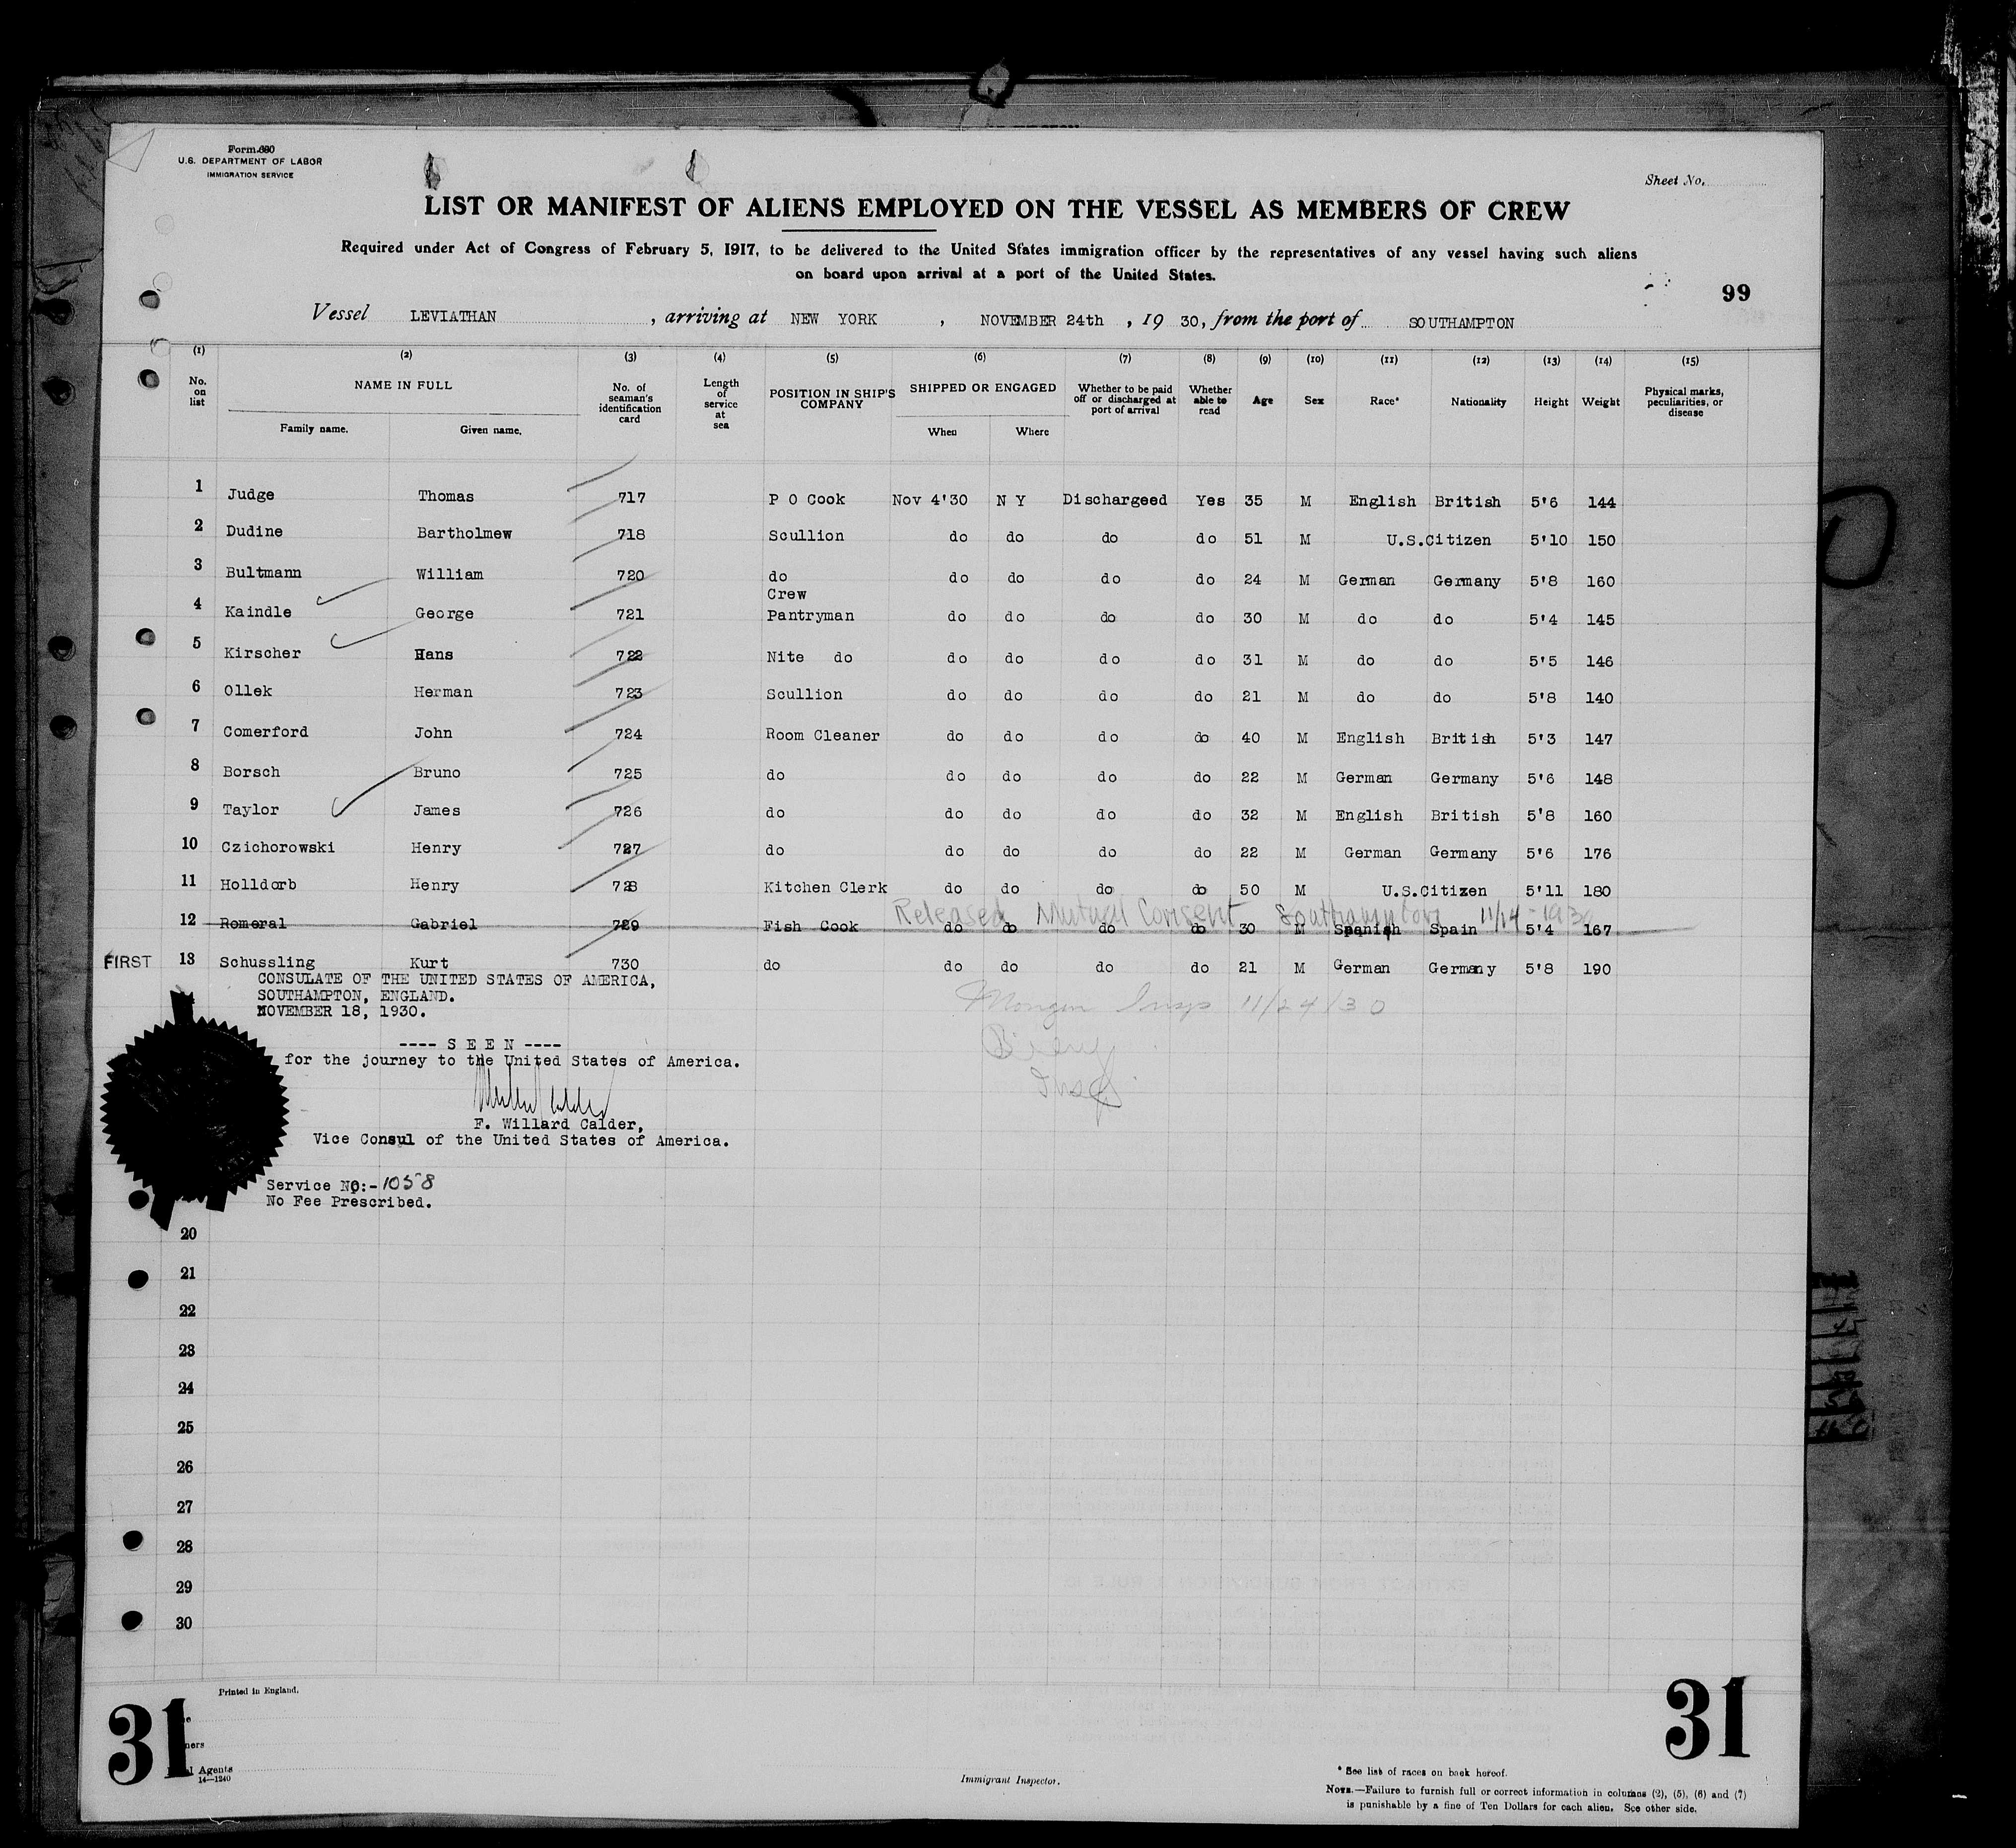 Form 680
U.S. DEPARTMENT OF LABOR
IMMIGRATION SERVICE
Sheet No.
LIST OR MANIFEST OF ALIENS EMPLOYED ON THE VESSEL AS MEMBERS OF CREW
Required under Act of Congress of February 5, 1917, to be delivered to the United States immigration officer by the representatives of any vessel having such aliens
on board upon arrival at a port of the United States.
99
Vessel LEVIATHAN, arriving at NEW YORK, NOVEMBER 24th, 19 30, from the port of SOUTHAMPTON
(1) (2) (3) (4) (5) (6) (7) (8) (9) (10) (11) (12) (13) (14) (15)
No. on list NAME IN FULL Family name. Given name. No. of seaman's identification card Length of service at sea POSITION IN SHIP'S COMPANY SHIPPED OR ENGAGED When Where Whether to be paid off or discharged at port of arrival Whether able to read Age Sex Race* Nationality Height Weight Physical marks, peculiarities, or disease
1 Judge Thomas 717 P O Cook Nov 4'30 N Y Dischargeed Yes 35 M English British 5'6 144
2 Dudine Bartholmew 718 Scullion do do do do 51 M U.S.Citizen 5'10 150
3 Bultmann William 720 do do do do do 24 M German Germany 5'8 160
4 Kaindle George 721 Crew Pantryman do do do do 30 M do do 5'4 145
5 Kirscher Hans 722 Nite do do do do do 31 M do do 5'5 146
6 Ollek Herman 723 Scullion do do do do 21 M do do 5'8 140
7 Comerford John 724 Room Cleaner do do do do 40 M English British 5'3 147
8 Borsch Bruno 725 do do do do do 22 M German Germany 5'6 148
9 Taylor James 726 do do do do do 32 M English British 5'8 160
10 Czichorowski Henry 727 do do do do do 22 M German Germany 5'6 176
11 Holldorb Henry 728 Kitchen Clerk do do do do 50 M U.S.Citizen 5'11 180
Released Mutual Consent Southampton 11/14-1930
12 Romeral Gabriel 729 Fish Cook do do do do 30 M Spanish Spain 5'4 167
FIRST 13 Schussling Kurt 730 do do do do do 21 M German Germany 5'8 190
CONSULATE OF THE UNITED STATES OF AMERICA,
SOUTHAMPTON, ENGLAND.
NOVEMBER 18, 1930.
Insp 11/24/30
---- S E E N ----
for the journey to the United States of America.
Insp.
F. Willard Calder,
Vice Consul of the United States of America.
Service No:- 1058
No Fee Prescribed.
20
21
22
23
24
25
26
27
28
29
30
Printed in England.
31
31
Agents
14—1240
Immigrant Inspector.
* See list of races on back hereof.
NOTE.—Failure to furnish full or correct information in columns (2), (5), (6) and (7)
is punishable by a fine of Ten Dollars for each alien. See other side.